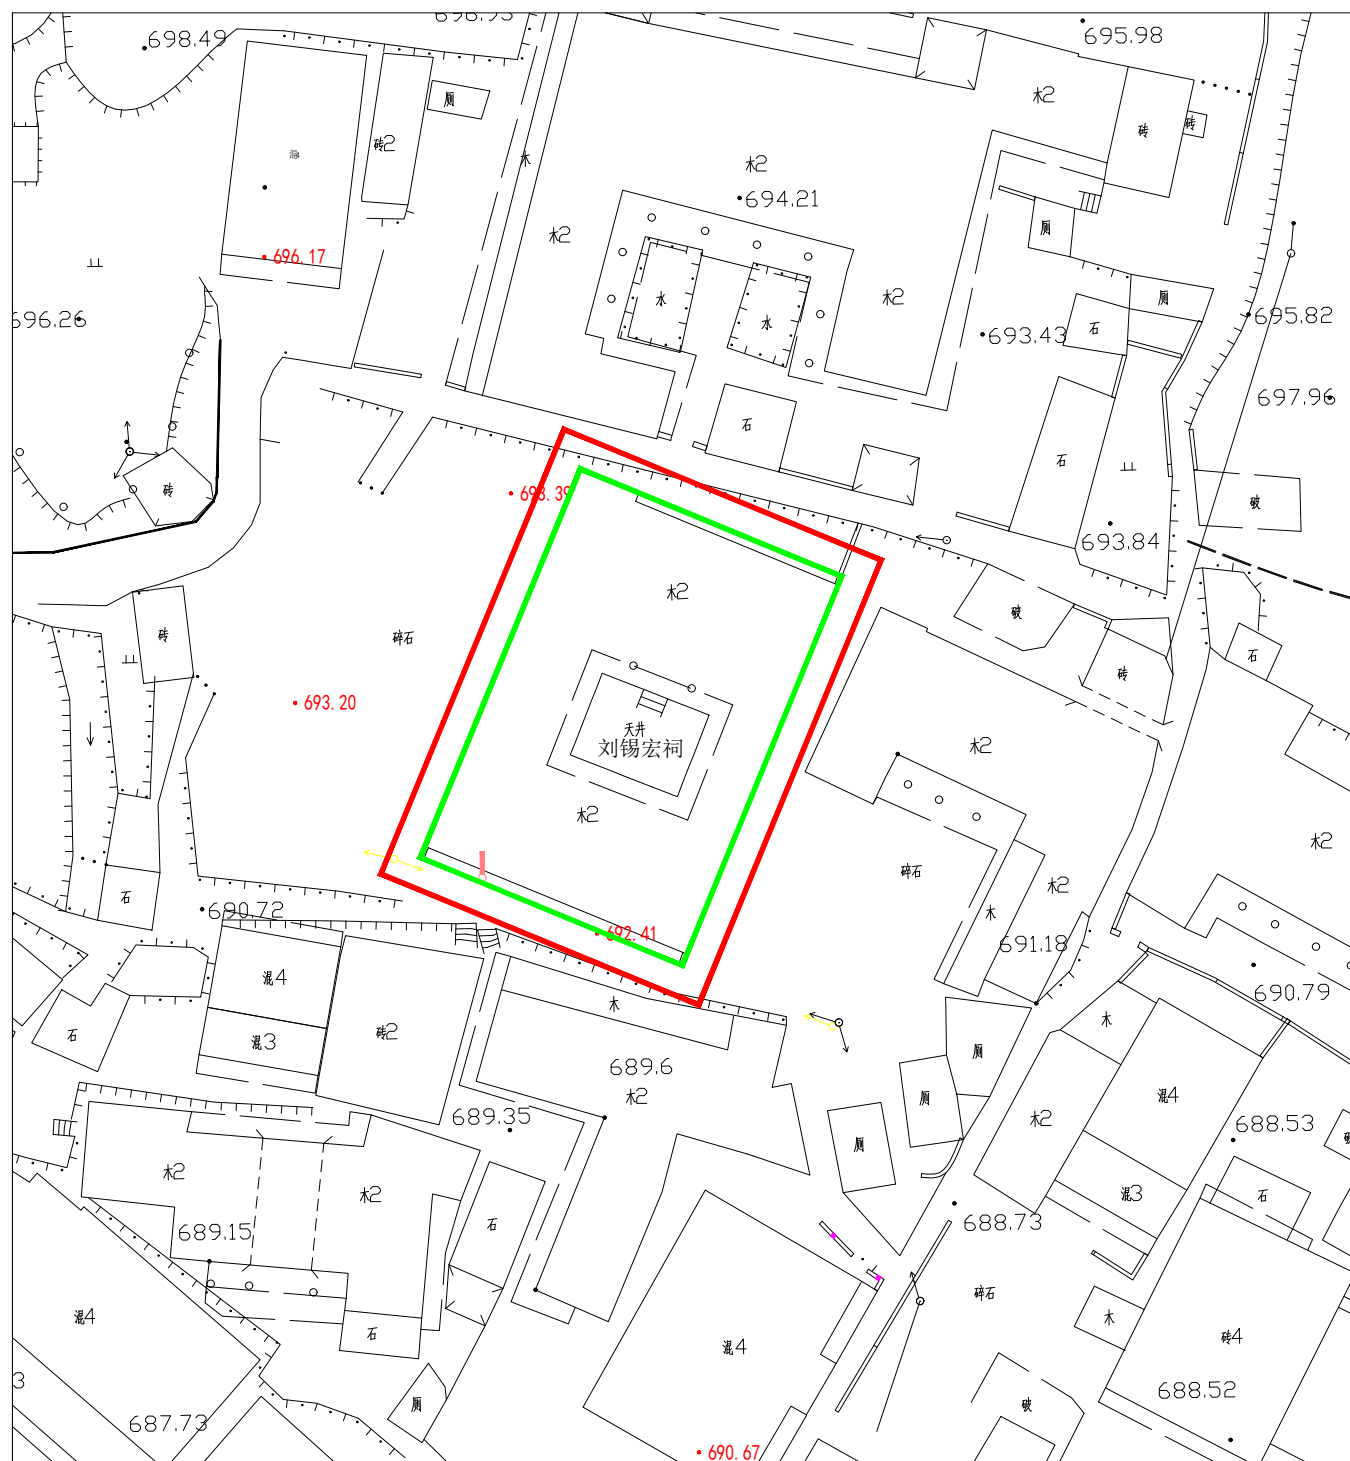 698.49
695.98
厕
木2
砖
砖
砖2
木
木2
694.21
厕
木2
696.17
水
水
木2
厕
696.26
693.43
石
695.82
697.96
石
石
砖
693.39
破
693.84
木2
破
碎石
砖
石
砖
693.20
天井
刘锡宏祠
木2
木2
木2
碎石
木2
石
木
690.72
692.41
691.18
混4
690.79
木
石
砖2
混3
木
689.6
厕
木2
厕
混4
689.35
木2
688.53
厕
破
木2
木2
混3
石
石
688.73
689.15
碎石
混4
木
石
混4
砖4
3
688.52
厕
破
687.73
690.67